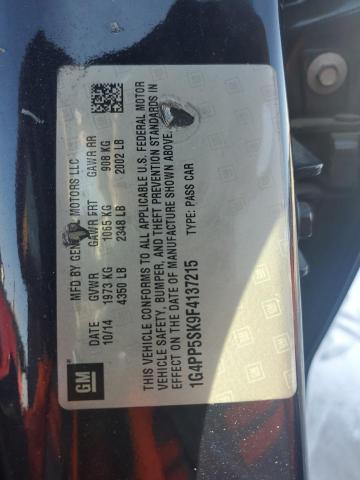 MFD BY GENERAL MOTORS LLC
DATE GVWR GAWR FRT GAWR RR
10/14 1973 KG 1065 KG 908 KG
4350 LB 2348 LB 2002 LB
THIS VEHICLE CONFORMS TO ALL APPLICABLE U.S. FEDERAL MOTOR
VEHICLE SAFETY, BUMPER, AND THEFT PREVENTION STANDARDS IN
EFFECT ON THE DATE OF MANUFACTURE SHOWN ABOVE.
1G4PP5SK9F4137215 TYPE: PASS CAR
GM